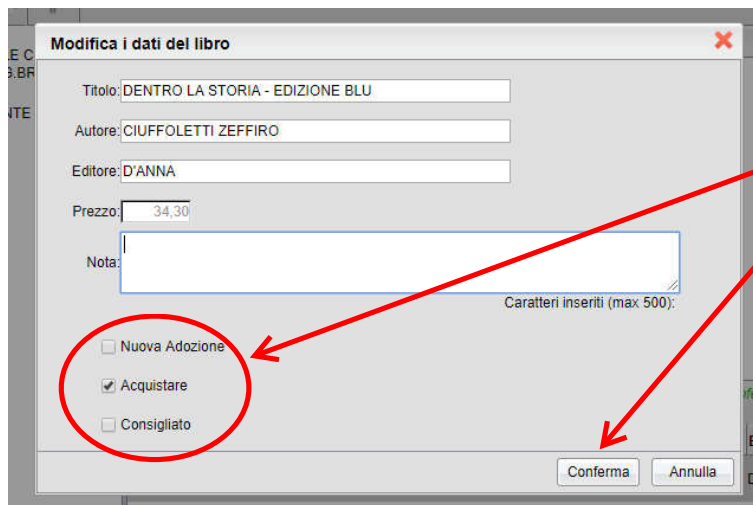 Modifica i dati del libro
Titolo: DENTRO LA STORIA - EDIZIONE BLU
Autore: CIUFFOLETTI ZEFFIRO
Editore: D'ANNA
Prezzo: 34,30
Nota:
Caratteri inseriti (max 500):
Nuova Adozione
Acquistare
Consigliato
Conferma Annulla